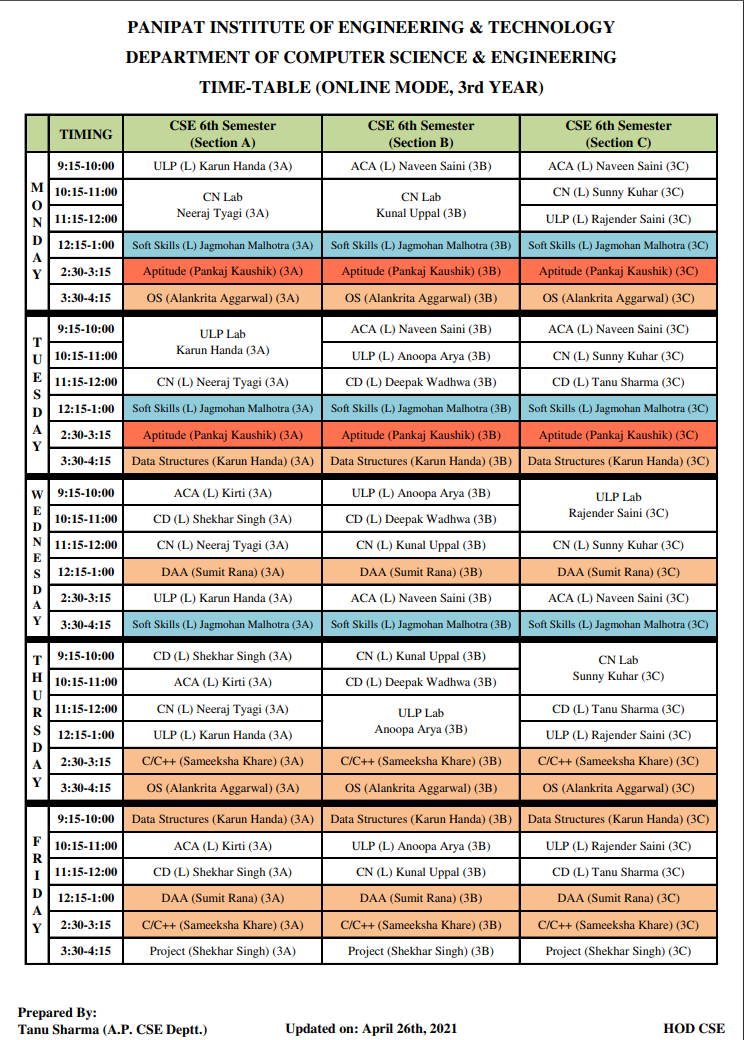 PANIPAT INSTITUTE OF ENGINEERING & TECHNOLOGY
DEPARTMENT OF COMPUTER SCIENCE & ENGINEERING
TIME-TABLE (ONLINE MODE, 3rd YEAR)
TIMING CSE 6th Semester (Section A) CSE 6th Semester (Section B) CSE 6th Semester (Section C)
MONDAY
9:15-10:00 ULP (L) Karun Handa (3A) ACA (L) Naveen Saini (3B) ACA (L) Naveen Saini (3C)
10:15-11:00 CN Lab Neeraj Tyagi (3A) CN Lab Kunal Uppal (3B) CN (L) Sunny Kuhar (3C)
11:15-12:00 ULP (L) Rajender Saini (3C)
12:15-1:00 Soft Skills (L) Jagmohan Malhotra (3A) Soft Skills (L) Jagmohan Malhotra (3B) Soft Skills (L) Jagmohan Malhotra (3C)
2:30-3:15 Aptitude (Pankaj Kaushik) (3A) Aptitude (Pankaj Kaushik) (3B) Aptitude (Pankaj Kaushik) (3C)
3:30-4:15 OS (Alankrita Aggarwal) (3A) OS (Alankrita Aggarwal) (3B) OS (Alankrita Aggarwal) (3C)
TUESDAY
9:15-10:00 ULP Lab Karun Handa (3A) ACA (L) Naveen Saini (3B) ACA (L) Naveen Saini (3C)
10:15-11:00 ULP (L) Anoopa Arya (3B) CN (L) Sunny Kuhar (3C)
11:15-12:00 CN (L) Neeraj Tyagi (3A) CD (L) Deepak Wadhwa (3B) CD (L) Tanu Sharma (3C)
12:15-1:00 Soft Skills (L) Jagmohan Malhotra (3A) Soft Skills (L) Jagmohan Malhotra (3B) Soft Skills (L) Jagmohan Malhotra (3C)
2:30-3:15 Aptitude (Pankaj Kaushik) (3A) Aptitude (Pankaj Kaushik) (3B) Aptitude (Pankaj Kaushik) (3C)
3:30-4:15 Data Structures (Karun Handa) (3A) Data Structures (Karun Handa) (3B) Data Structures (Karun Handa) (3C)
WEDNESDAY
9:15-10:00 ACA (L) Kirti (3A) ULP (L) Anoopa Arya (3B) ULP Lab Rajender Saini (3C)
10:15-11:00 CD (L) Shekhar Singh (3A) CD (L) Deepak Wadhwa (3B)
11:15-12:00 CN (L) Neeraj Tyagi (3A) CN (L) Kunal Uppal (3B) CN (L) Sunny Kuhar (3C)
12:15-1:00 DAA (Sumit Rana) (3A) DAA (Sumit Rana) (3B) DAA (Sumit Rana) (3C)
2:30-3:15 ULP (L) Karun Handa (3A) ACA (L) Naveen Saini (3B) ACA (L) Naveen Saini (3C)
3:30-4:15 Soft Skills (L) Jagmohan Malhotra (3A) Soft Skills (L) Jagmohan Malhotra (3B) Soft Skills (L) Jagmohan Malhotra (3C)
THURSDAY
9:15-10:00 CD (L) Shekhar Singh (3A) CN (L) Kunal Uppal (3B) CN Lab Sunny Kuhar (3C)
10:15-11:00 ACA (L) Kirti (3A) CD (L) Deepak Wadhwa (3B)
11:15-12:00 CN (L) Neeraj Tyagi (3A) ULP Lab Anoopa Arya (3B) CD (L) Tanu Sharma (3C)
12:15-1:00 ULP (L) Karun Handa (3A) ULP (L) Rajender Saini (3C)
2:30-3:15 C/C++ (Sameeksha Khare) (3A) C/C++ (Sameeksha Khare) (3B) C/C++ (Sameeksha Khare) (3C)
3:30-4:15 OS (Alankrita Aggarwal) (3A) OS (Alankrita Aggarwal) (3B) OS (Alankrita Aggarwal) (3C)
FRIDAY
9:15-10:00 Data Structures (Karun Handa) (3A) Data Structures (Karun Handa) (3B) Data Structures (Karun Handa) (3C)
10:15-11:00 ACA (L) Kirti (3A) ULP (L) Anoopa Arya (3B) ULP (L) Rajender Saini (3C)
11:15-12:00 CD (L) Shekhar Singh (3A) CN (L) Kunal Uppal (3B) CD (L) Tanu Sharma (3C)
12:15-1:00 DAA (Sumit Rana) (3A) DAA (Sumit Rana) (3B) DAA (Sumit Rana) (3C)
2:30-3:15 C/C++ (Sameeksha Khare) (3A) C/C++ (Sameeksha Khare) (3B) C/C++ (Sameeksha Khare) (3C)
3:30-4:15 Project (Shekhar Singh) (3A) Project (Shekhar Singh) (3B) Project (Shekhar Singh) (3C)
Prepared By:
Tanu Sharma (A.P. CSE Deptt.) Updated on: April 26th, 2021 HOD CSE